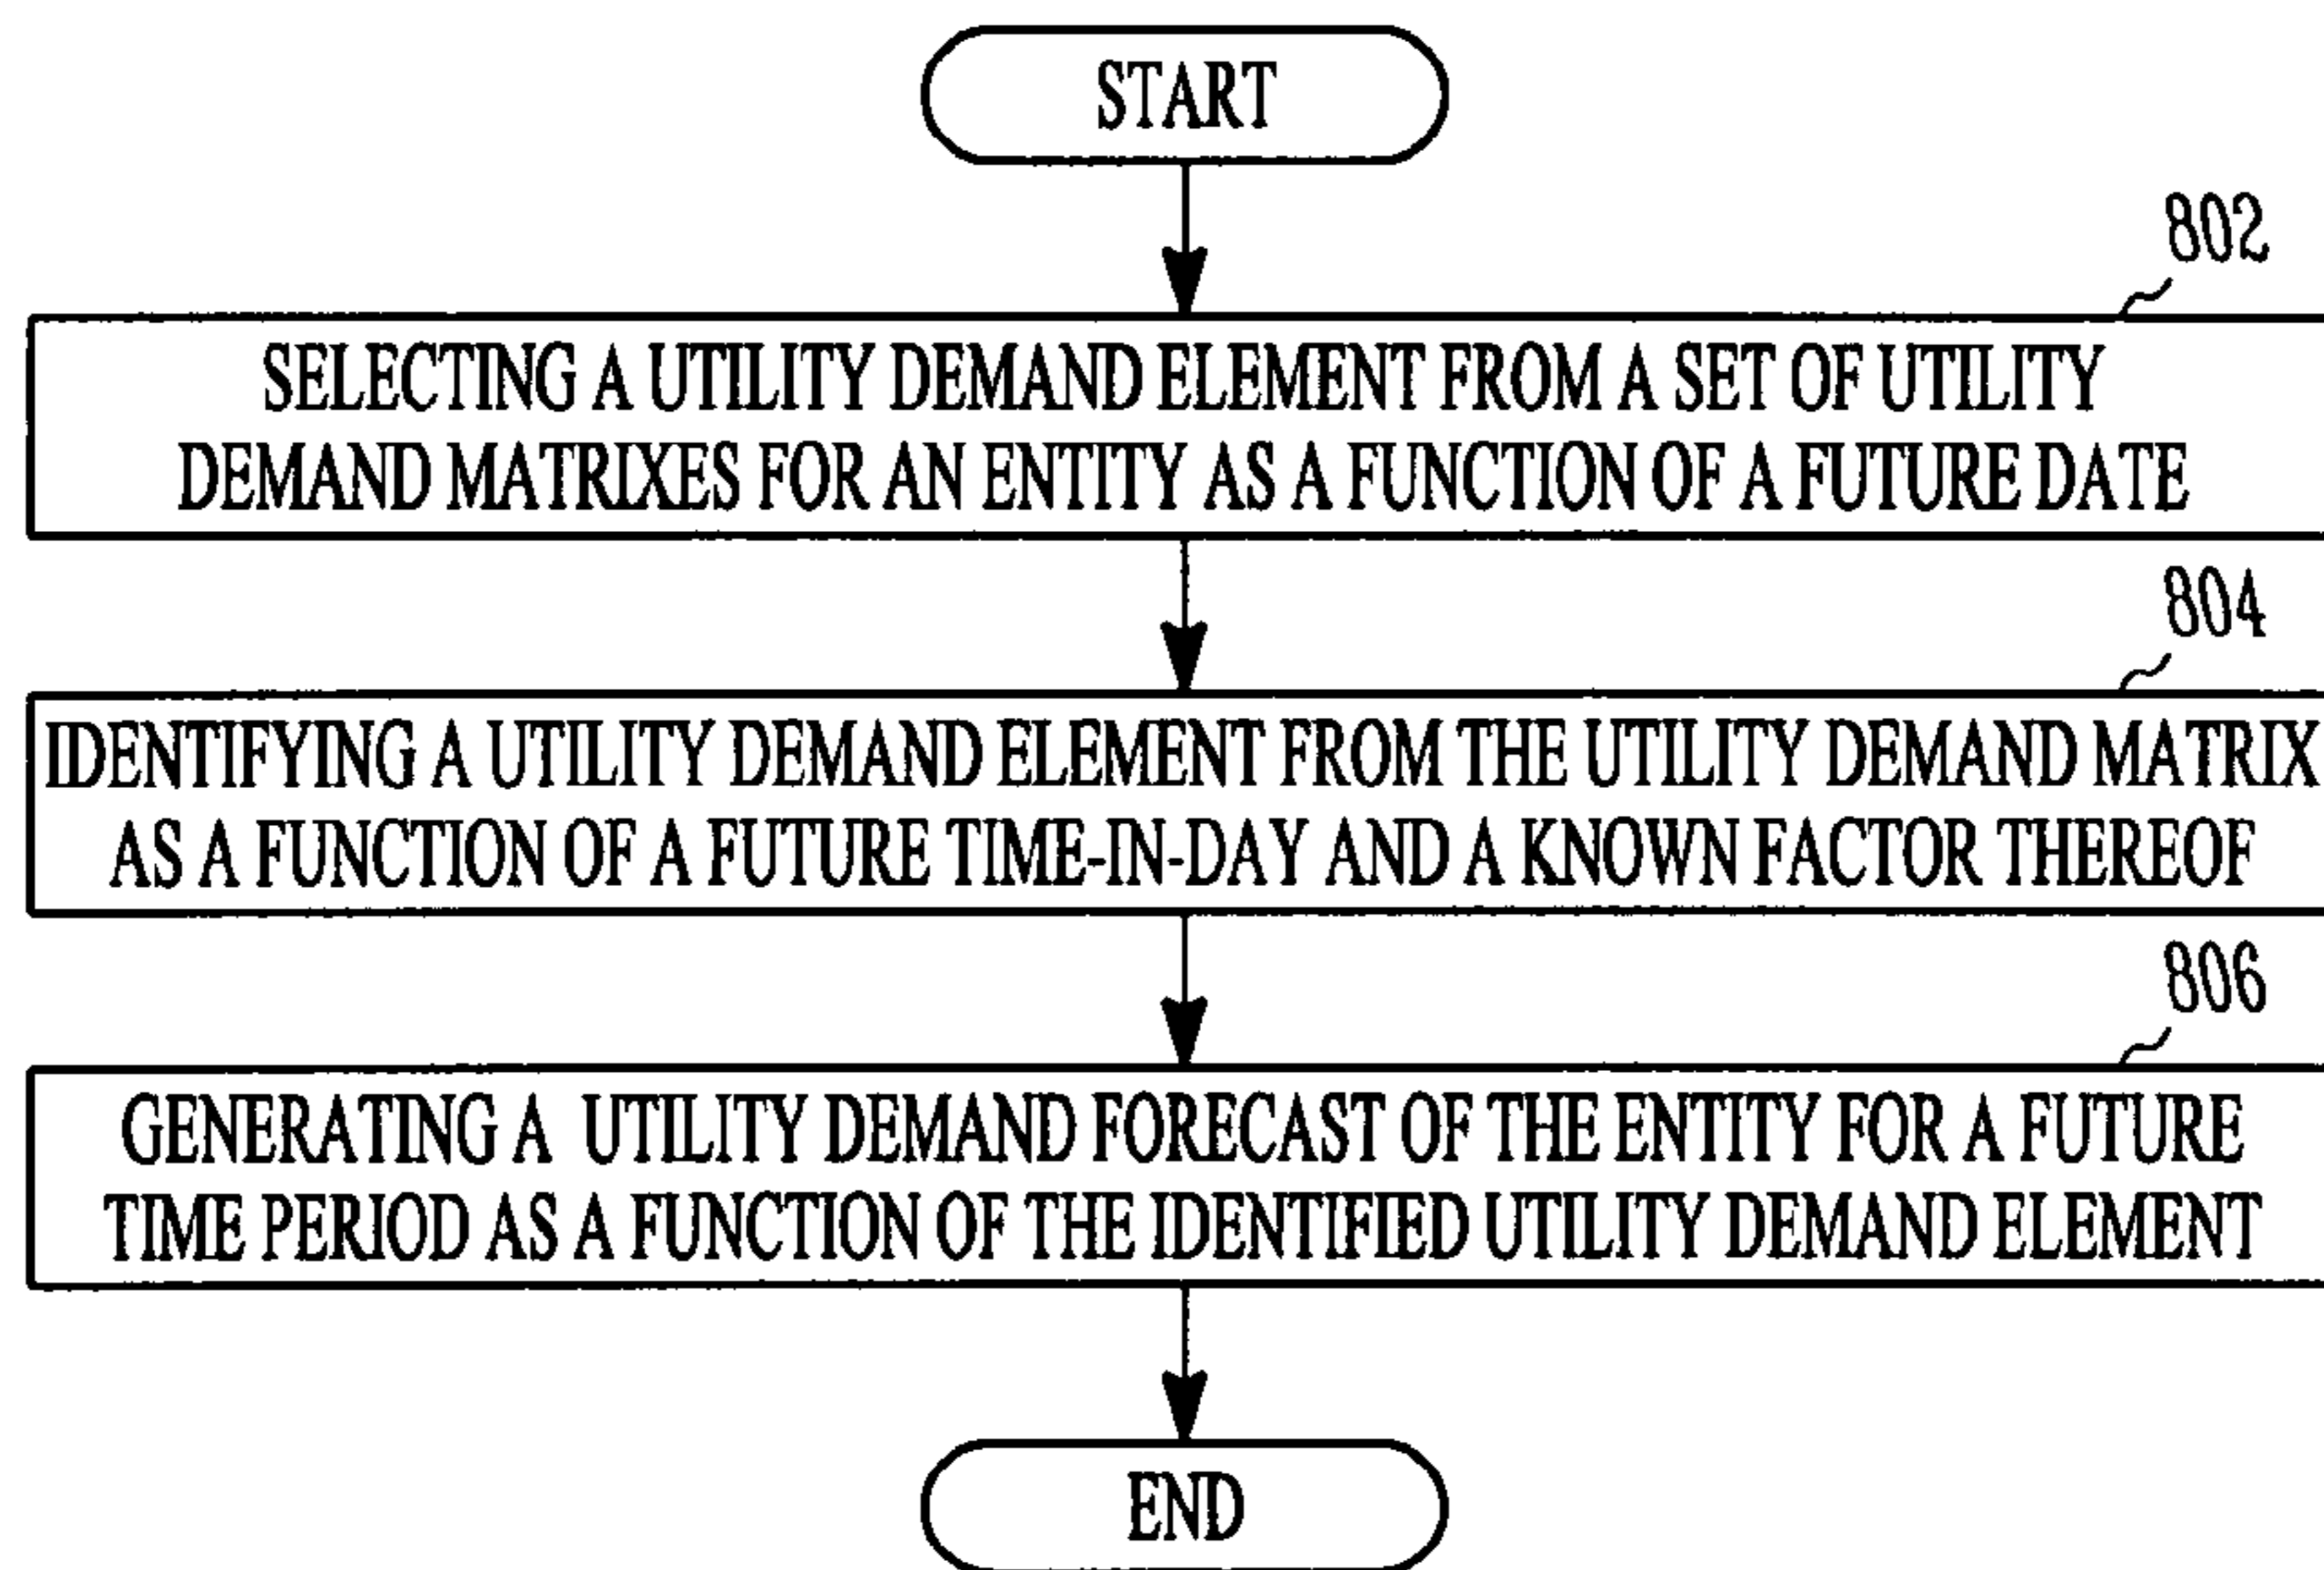 START
802
SELECTING A UTILITY DEMAND ELEMENT FROM A SET OF UTILITY
DEMAND MATRIXES FOR AN ENTITY AS A FUNCTION OF A FUTURE DATE
804
IDENTIFYING A UTILITY DEMAND ELEMENT FROM THE UTILITY DEMAND MATRIX
AS A FUNCTION OF A FUTURE TIME-IN-DAY AND A KNOWN FACTOR THEREOF
806
GENERATING A UTILITY DEMAND FORECAST OF THE ENTITY FOR A FUTURE
TIME PERIOD AS A FUNCTION OF THE IDENTIFIED UTILITY DEMAND ELEMENT
END